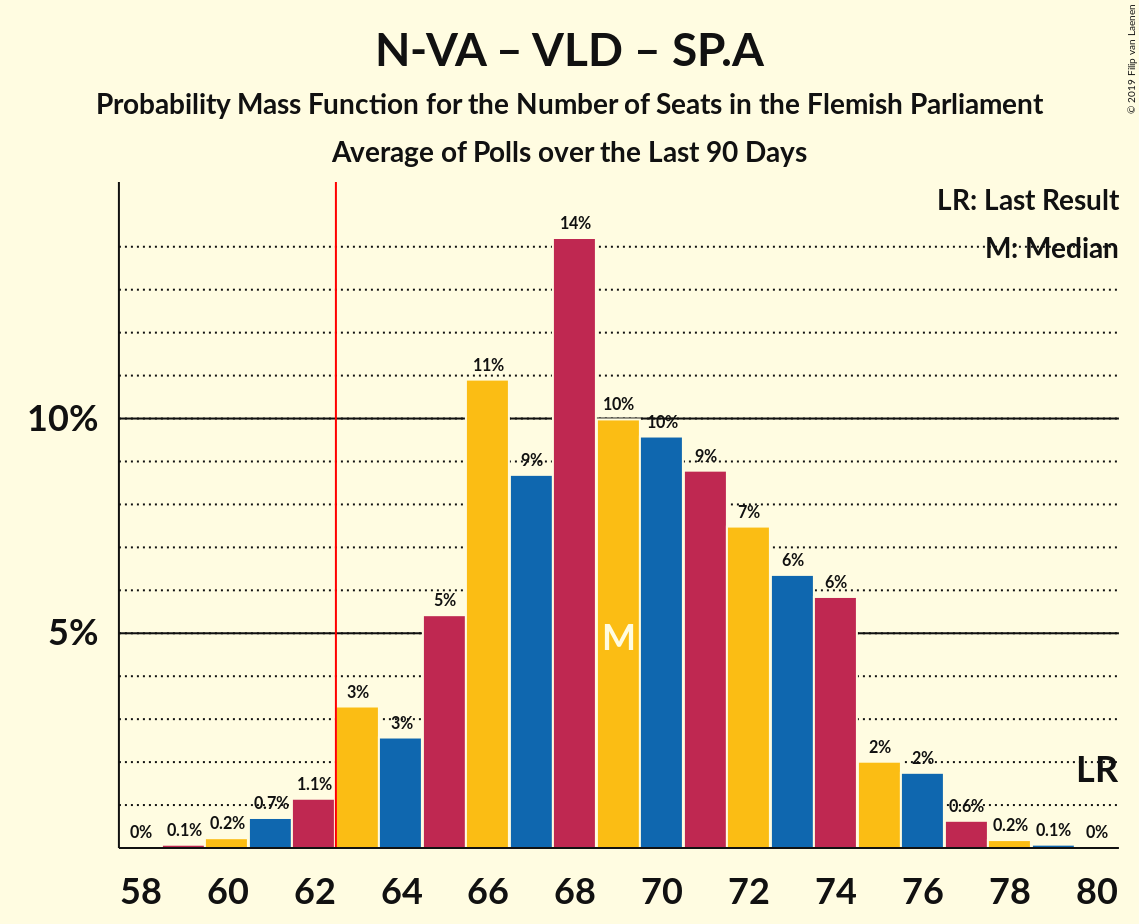 N-VA – VLD – SP.A
Probability Mass Function for the Number of Seats in the Flemish Parliament
Average of Polls over the Last 90 Days
© 2019 Filip van Laenen
LR: Last Result
M: Median
14%
11%
10%
10%
10%
9%
9%
7%
6%
6%
5%
5%
M
3%
3%
2%
2%
LR
1.1%
0.7%
0.6%
0%
0.1%
0.2%
0.2%
0.1%
0%
58 60 62 64 66 68 70 72 74 76 78 80